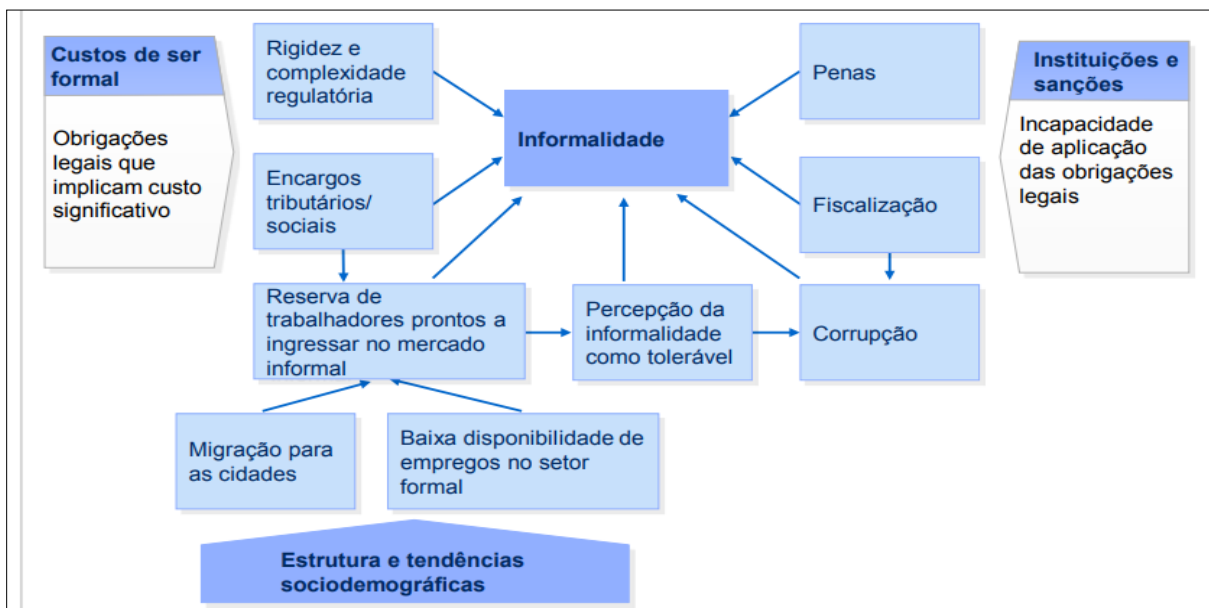 Custos de ser
formal
Obrigações
legais que
implicam custo
significativo
Rigidez e
complexidade
regulatória
Encargos
tributários/
sociais
Informalidade
Penas
Fiscalização
Instituições e
sanções
Incapacidade
de aplicação
das obrigações
legais
Reserva de
trabalhadores prontos a
ingressar no mercado
informal
Percepção da
informalidade
como tolerável
Corrupção
Migração para
as cidades
Baixa disponibilidade de
empregos no setor
formal
Estrutura e tendências
sociodemográficas